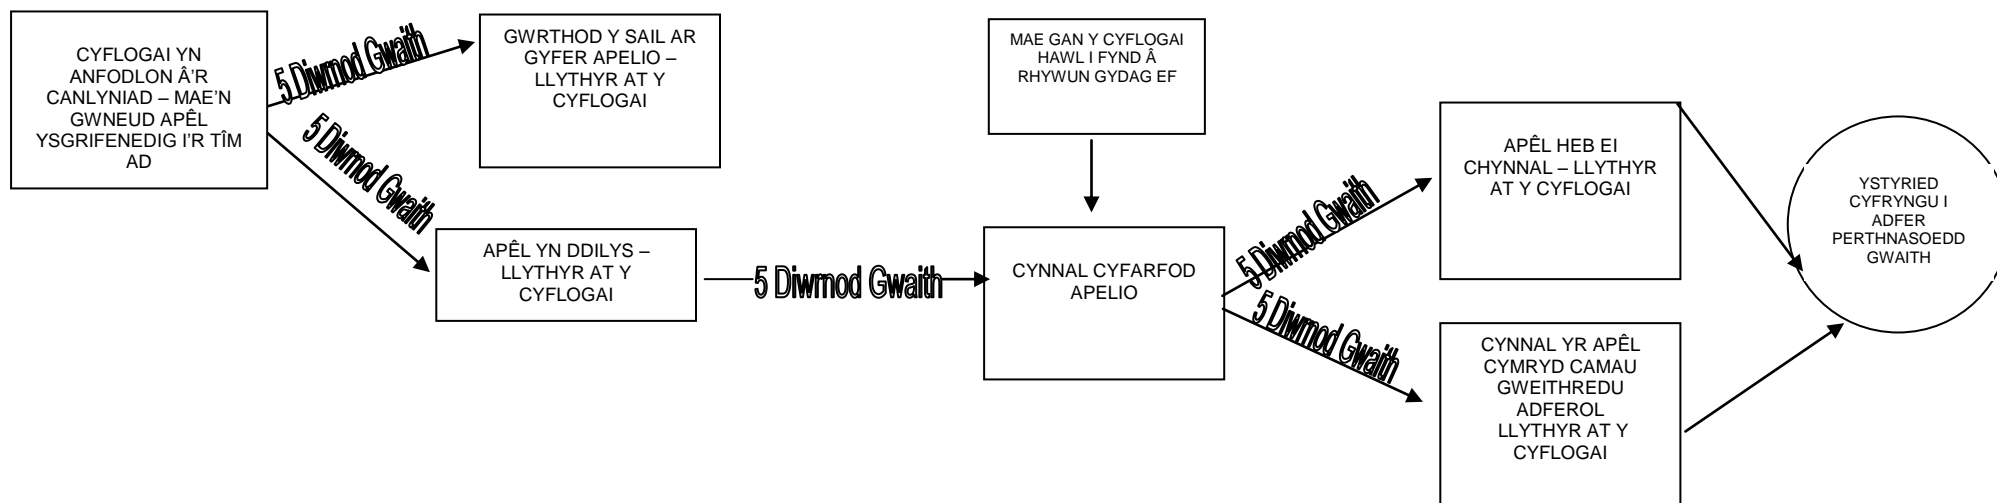 CYFLOGAI YN
ANFODLON Â'R
CANLYNIAD – MAE'N
GWNEUD APÊL
YSGRIFENEDIG I'R TÎM
AD
5 Diwrnod Gwaith
GWRTHOD Y SAIL AR
GYFER APELIO –
LLYTHYR AT Y
CYFLOGAI
5 Diwrnod Gwaith
APÊL YN DDILYS –
LLYTHYR AT Y
CYFLOGAI
5 Diwrnod Gwaith
MAE GAN Y CYFLOGAI
HAWL I FYND Â
RHYWUN GYDAG EF
CYNNAL CYFARFOD
APELIO
5 Diwrnod Gwaith
APÊL HEB EI
CHYNNAL – LLYTHYR
AT Y CYFLOGAI
5 Diwrnod Gwaith
CYNNAL YR APÊL
CYMRYD CAMAU
GWEITHREDU
ADFEROL
LLYTHYR AT Y
CYFLOGAI
YSTYRIED
CYFRYNGU I
ADFER
PERTHNASOEDD
GWAITH